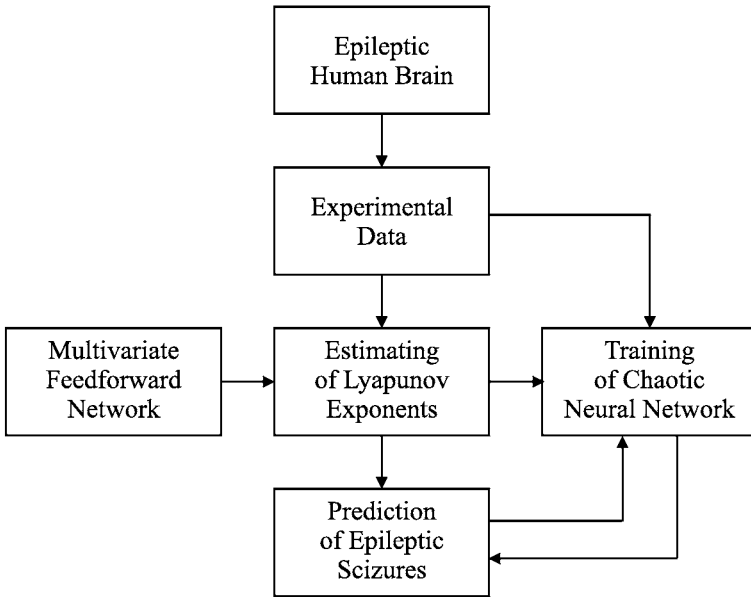 Epileptic
Human Brain
Experimental
Data
Multivariate
Feedforward
Network
Estimating
of Lyapunov
Exponents
Training
of Chaotic
Neural Network
Prediction
of Epileptic
Scizures